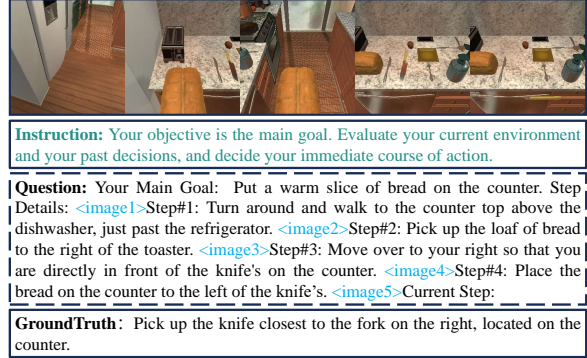 Instruction: Your objective is the main goal. Evaluate your current environment
and your past decisions, and decide your immediate course of action.
Question: Your Main Goal: Put a warm slice of bread on the counter. Step
Details: <image1>Step#1: Turn around and walk to the counter top above the
dishwasher, just past the refrigerator. <image2>Step#2: Pick up the loaf of bread
to the right of the toaster. <image3>Step#3: Move over to your right so that you
are directly in front of the knife's on the counter. <image4>Step#4: Place the
bread on the counter to the left of the knife's. <image5>Current Step:
GroundTruth: Pick up the knife closest to the fork on the right, located on the
counter.